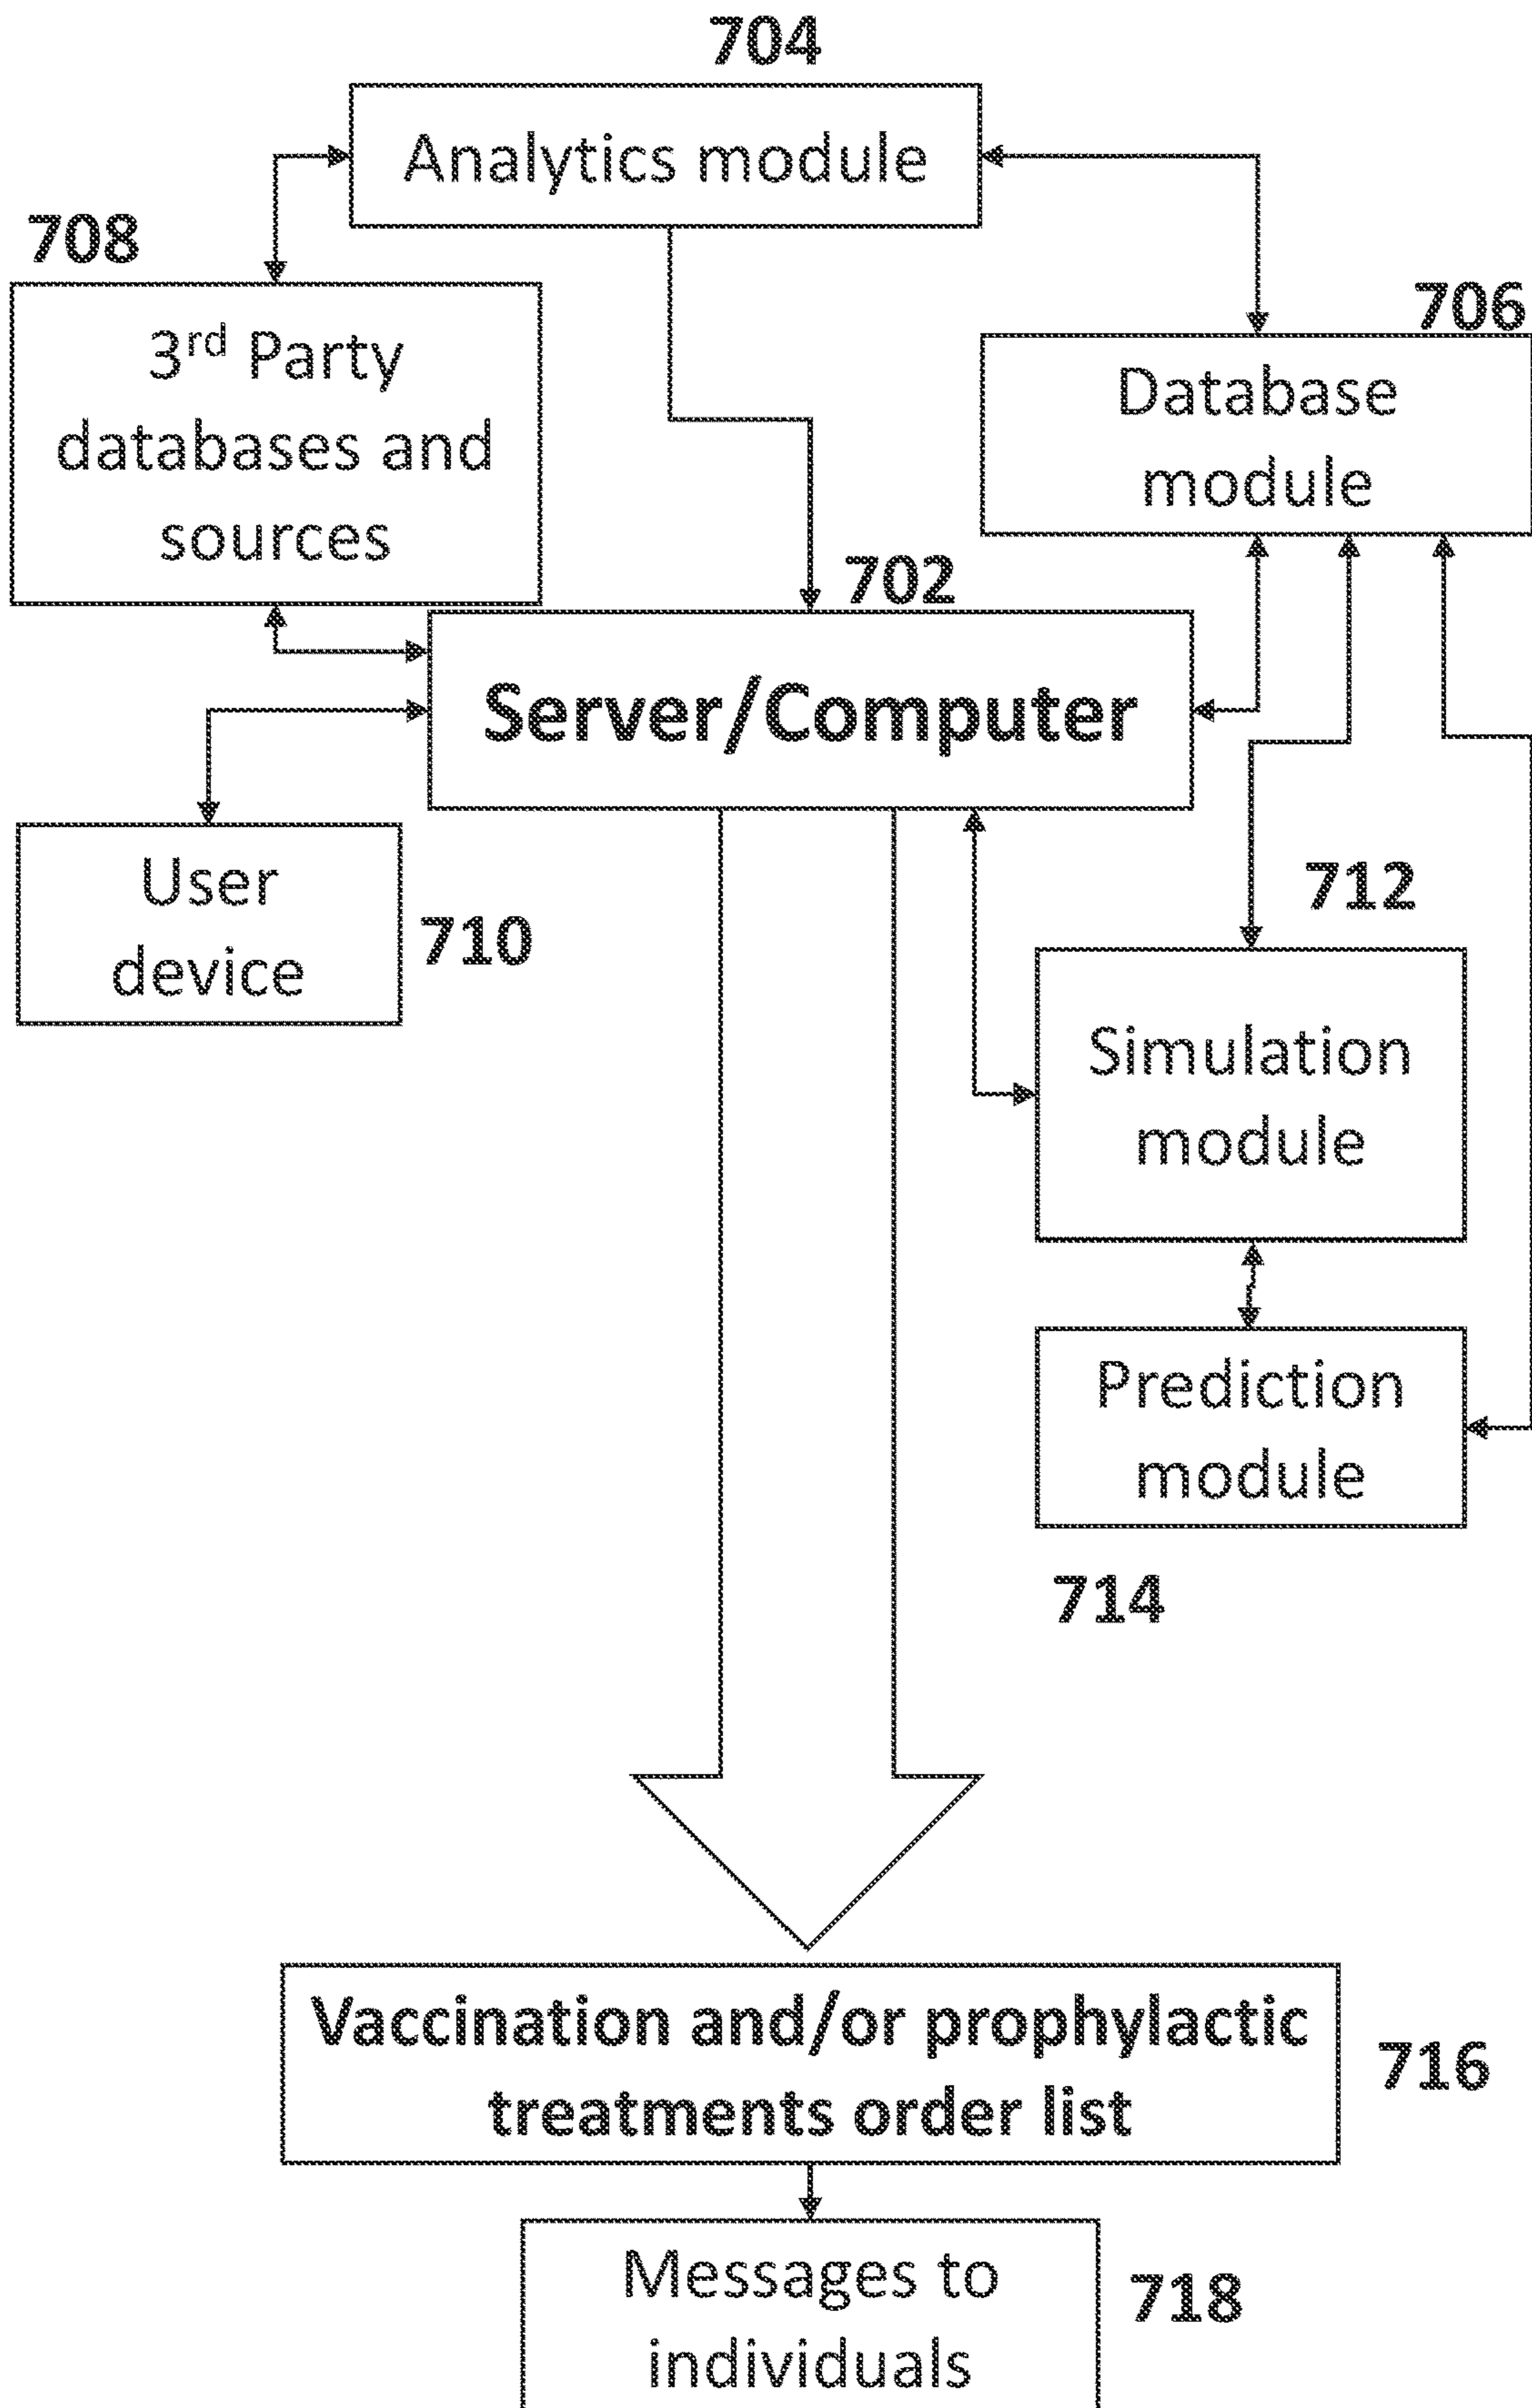 704
Analytics module
708
3rd Party
databases and
sources
706
Database
module
702
Server/Computer
User
device
710
712
Simulation
module
Prediction
module
714
Vaccination and/or prophylactic
treatments order list
716
Messages to
individuals
718